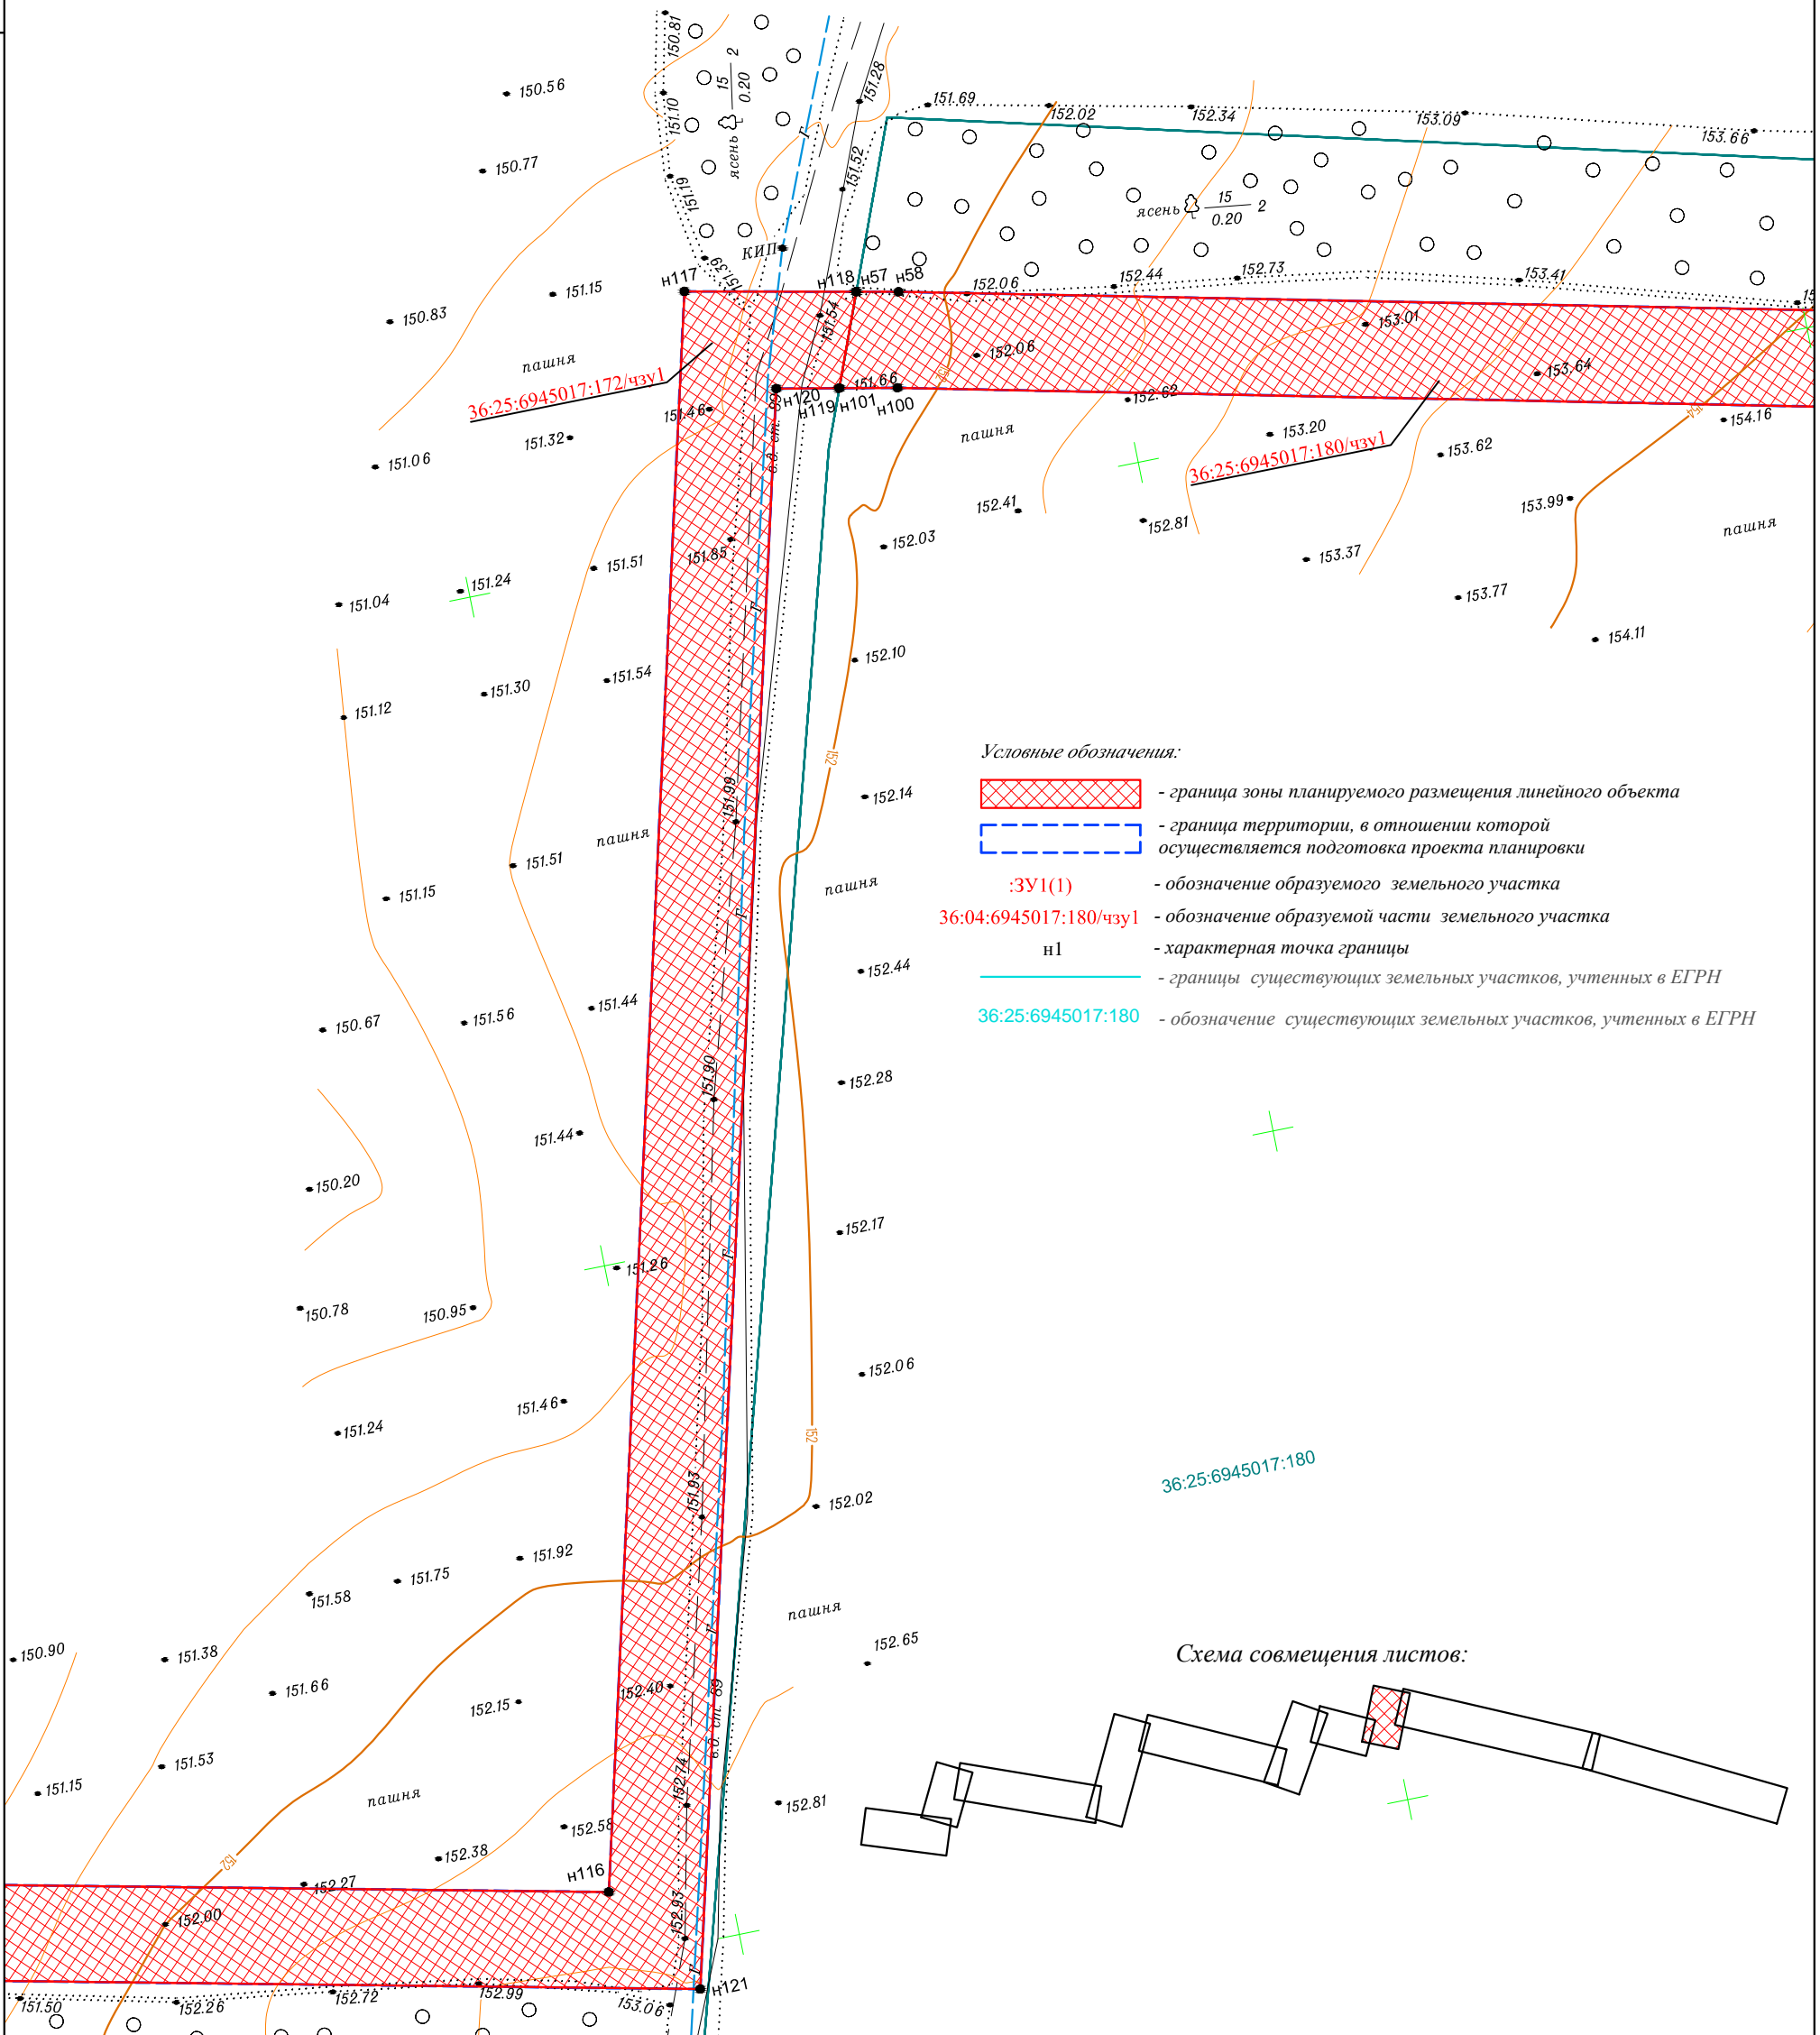 150.81
150.56
ясень 15 2
0.20
151.28
151.69
152.02
152.34
153.09
153.66
151.10
150.77
151.52
151.19
ясень 15 2
0.20
КИП
151.39
н117
н118
н57
н58
152.06
152.44
152.73
153.41
151.15
150.83
151.54
153.01
152.06
пашня
36:25:6945017:172/чзу1
151.66
н120
н119
н101
н100
152.62
153.64
154
154.16
151.46
151.32
пашня
153.20
153.62
36:25:6945017:180/чзу1
151.06
152.41
152.81
153.99
пашня
152.03
151.85
151.51
153.37
151.24
151.04
153.77
154.11
152.10
151.54
151.30
151.12
152
Г
Условные обозначения:
- граница зоны планируемого размещения линейного объекта
- граница территории, в отношении которой
осуществляется подготовка проекта планировки
:ЗУ1(1) - обозначение образуемого земельного участка
36:04:6945017:180/чзу1 - обозначение образуемой части земельного участка
н1 - характерная точка границы
- границы существующих земельных участков, учтенных в ЕГРН
36:25:6945017:180 - обозначение существующих земельных участков, учтенных в ЕГРН
152.14
151.99
пашня
151.51
пашня
151.15
152.44
151.44
151.56
150.67
152.28
151.90
151.44
150.20
152.17
151.26
150.78
150.95
152.06
151.46
151.24
152
36:25:6945017:180
151.93
152.02
151.92
151.75
151.58
пашня
152.65
150.90
151.38
151.66
152.40
152.15
в.д. ст. 89
Схема совмещения листов:
151.53
151.15
152.74
пашня
152.81
152.58
152.38
152
н116
152.27
152.00
152.93
н121
151.50
152.26
152.72
152.99
153.06